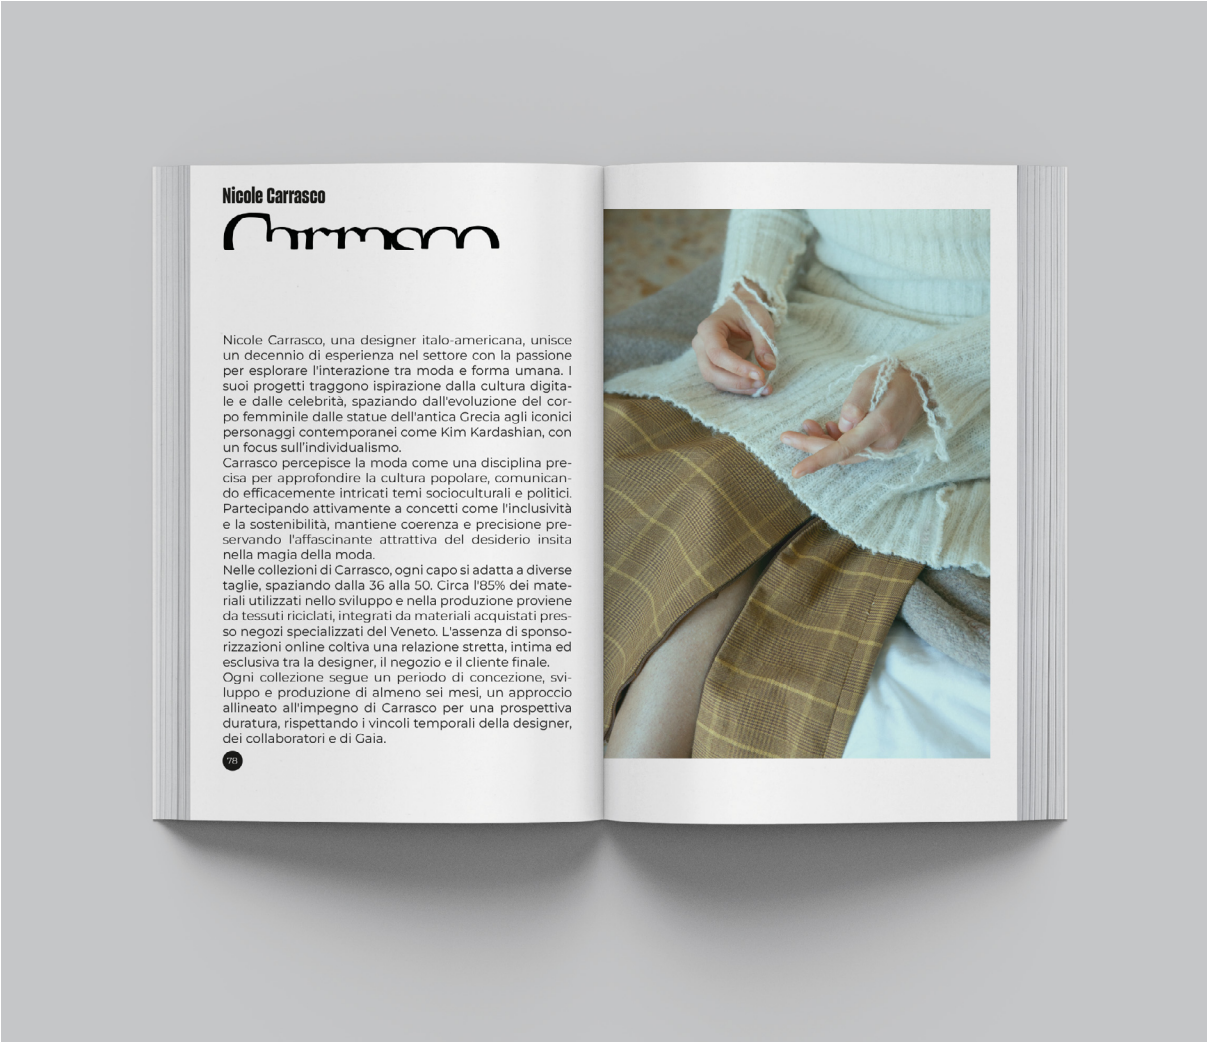 Nicole Carrasco
Carrasco
Nicole Carrasco, una designer italo-americana, unisce
un decennio di esperienza nel settore con la passione
per esplorare l'interazione tra moda e forma umana. I
suoi progetti traggono ispirazione dalla cultura digita-
le e dalle celebrità, spaziando dall'evoluzione del cor-
po femminile dalle statue dell'antica Grecia agli iconici
personaggi contemporanei come Kim Kardashian, con
un focus sull'individualismo.
Carrasco percepisce la moda come una disciplina pre-
cisa per approfondire la cultura popolare, comunican-
do efficacemente intricati temi socioculturali e politici.
Partecipando attivamente a concetti come l'inclusività
e la sostenibilità, mantiene coerenza e precisione pre-
servando l'affascinante attrattiva del desiderio insita
nella magia della moda.
Nelle collezioni di Carrasco, ogni capo si adatta a diverse
taglie, spaziando dalla 36 alla 50. Circa l'85% dei mate-
riali utilizzati nello sviluppo e nella produzione proviene
da tessuti riciclati, integrati da materiali acquistati pres-
so negozi specializzati del Veneto. L'assenza di sponso-
rizzazioni online coltiva una relazione stretta, intima ed
esclusiva tra la designer, il negozio e il cliente finale.
Ogni collezione segue un periodo di concezione, svi-
luppo e produzione di almeno sei mesi, un approccio
allineato all'impegno di Carrasco per una prospettiva
duratura, rispettando i vincoli temporali della designer,
dei collaboratori e di Gaia.
78